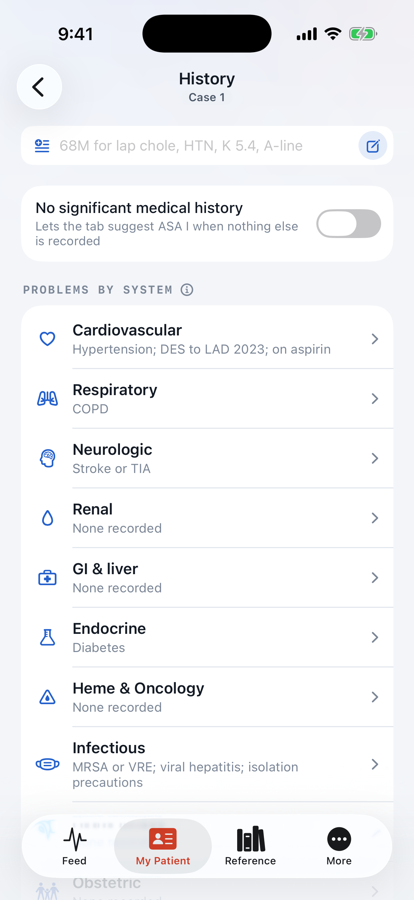 9:41
History
Case 1
68M for lap chole, HTN, K 5.4, A-line
No significant medical history
Lets the tab suggest ASA I when nothing else
is recorded
PROBLEMS BY SYSTEM
Cardiovascular
Hypertension; DES to LAD 2023; on aspirin
Respiratory
COPD
Neurologic
Stroke or TIA
Renal
None recorded
GI & liver
None recorded
Endocrine
Diabetes
Heme & Oncology
None recorded
Infectious
MRSA or VRE; viral hepatitis; isolation
precautions
Feed
My Patient
Reference
More
Obstetric